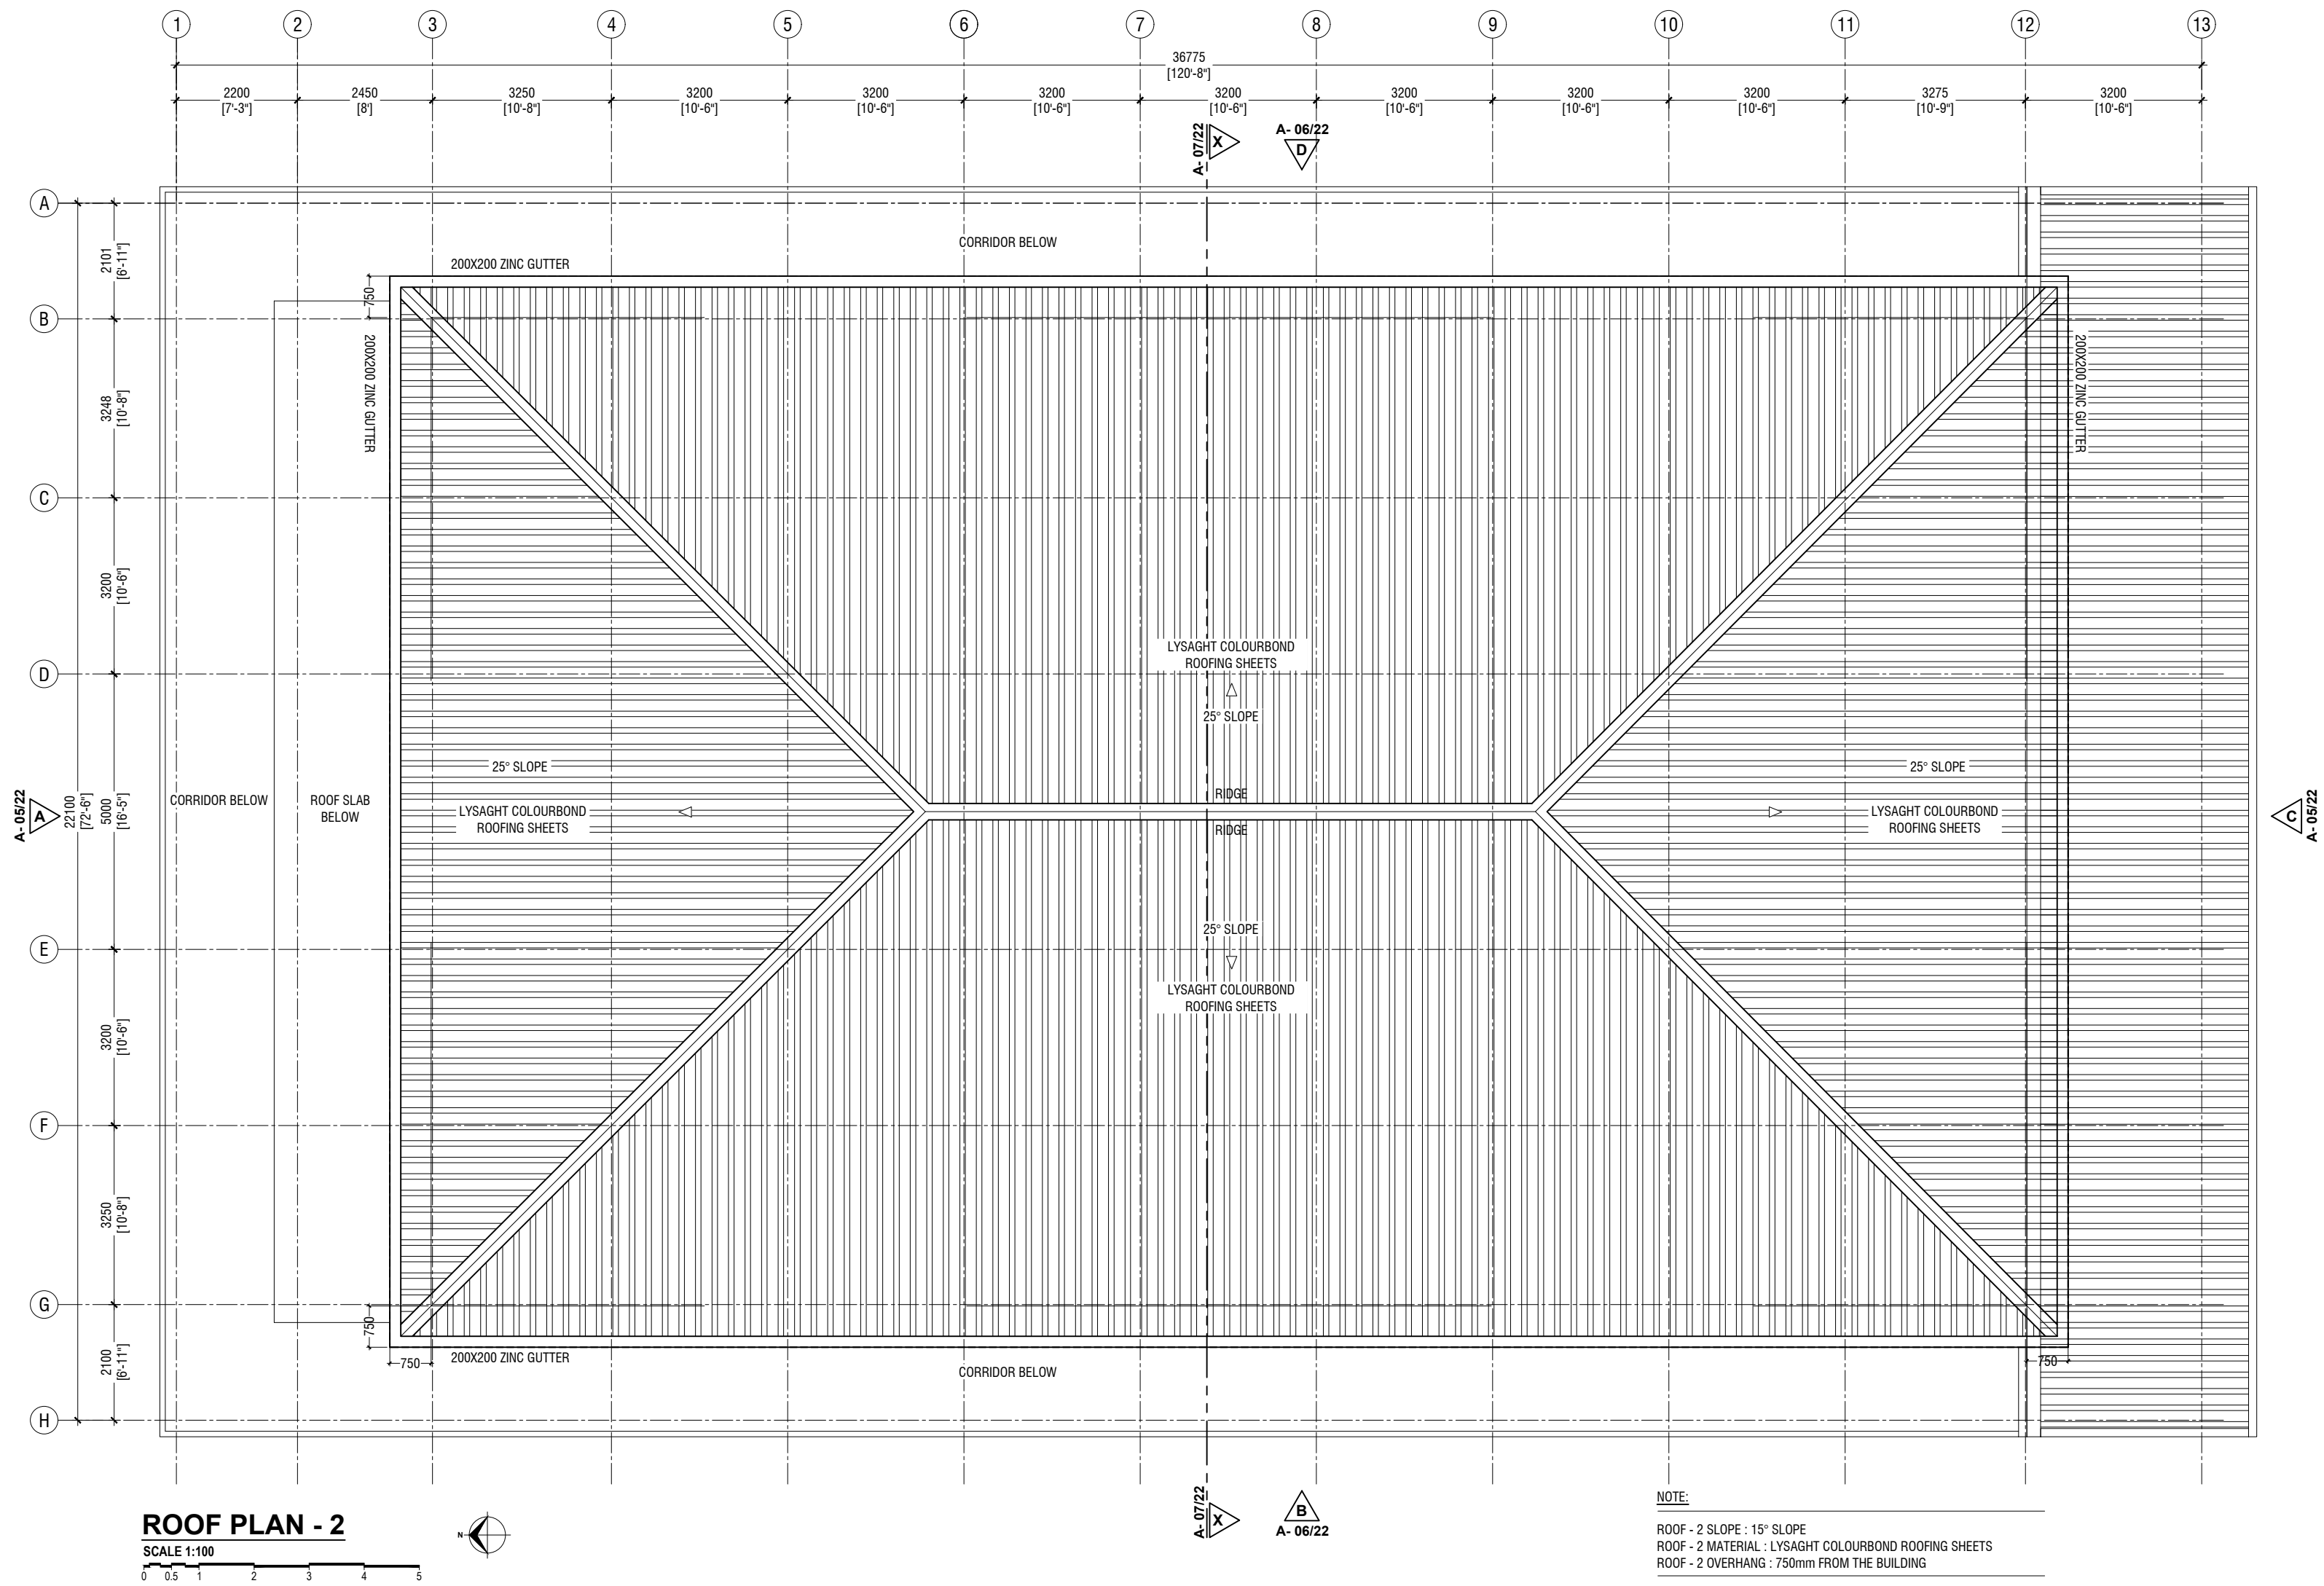 1 2 3 4 5 6 7 8 9 10 11 12 13
36775
[120'-8"]
2200 2450 3250 3200 3200 3200 3200 3200 3200 3200 3275 3200
[7'-3"] [8'] [10'-8"] [10'-6"] [10'-6"] [10'-6"] [10'-6"] [10'-6"] [10'-6"] [10'-6"] [10'-9"] [10'-6"]
A- 07/22
X
A- 06/22
D
A
B
C
D
E
F
G
H
22100
[72'-6"]
2101
[6'-11"]
3248
[10'-8"]
3200
[10'-6"]
5000
[16'-5"]
3200
[10'-6"]
3250
[10'-8"]
2100
[6'-11"]
CORRIDOR BELOW
200X200 ZINC GUTTER
750
200X200 ZINC GUTTER
200X200 ZINC GUTTER
LYSAGHT COLOURBOND
ROOFING SHEETS
25° SLOPE
25° SLOPE
25° SLOPE
A- 05/22
A
CORRIDOR BELOW
ROOF SLAB
BELOW
LYSAGHT COLOURBOND
ROOFING SHEETS
RIDGE
RIDGE
LYSAGHT COLOURBOND
ROOFING SHEETS
C
A- 05/22
25° SLOPE
LYSAGHT COLOURBOND
ROOFING SHEETS
750
750
200X200 ZINC GUTTER
CORRIDOR BELOW
750
A- 07/22
X
B
A- 06/22
ROOF PLAN - 2
SCALE 1:100
0 0.5 1 2 3 4 5
N
NOTE:
ROOF - 2 SLOPE : 15° SLOPE
ROOF - 2 MATERIAL : LYSAGHT COLOURBOND ROOFING SHEETS
ROOF - 2 OVERHANG : 750mm FROM THE BUILDING